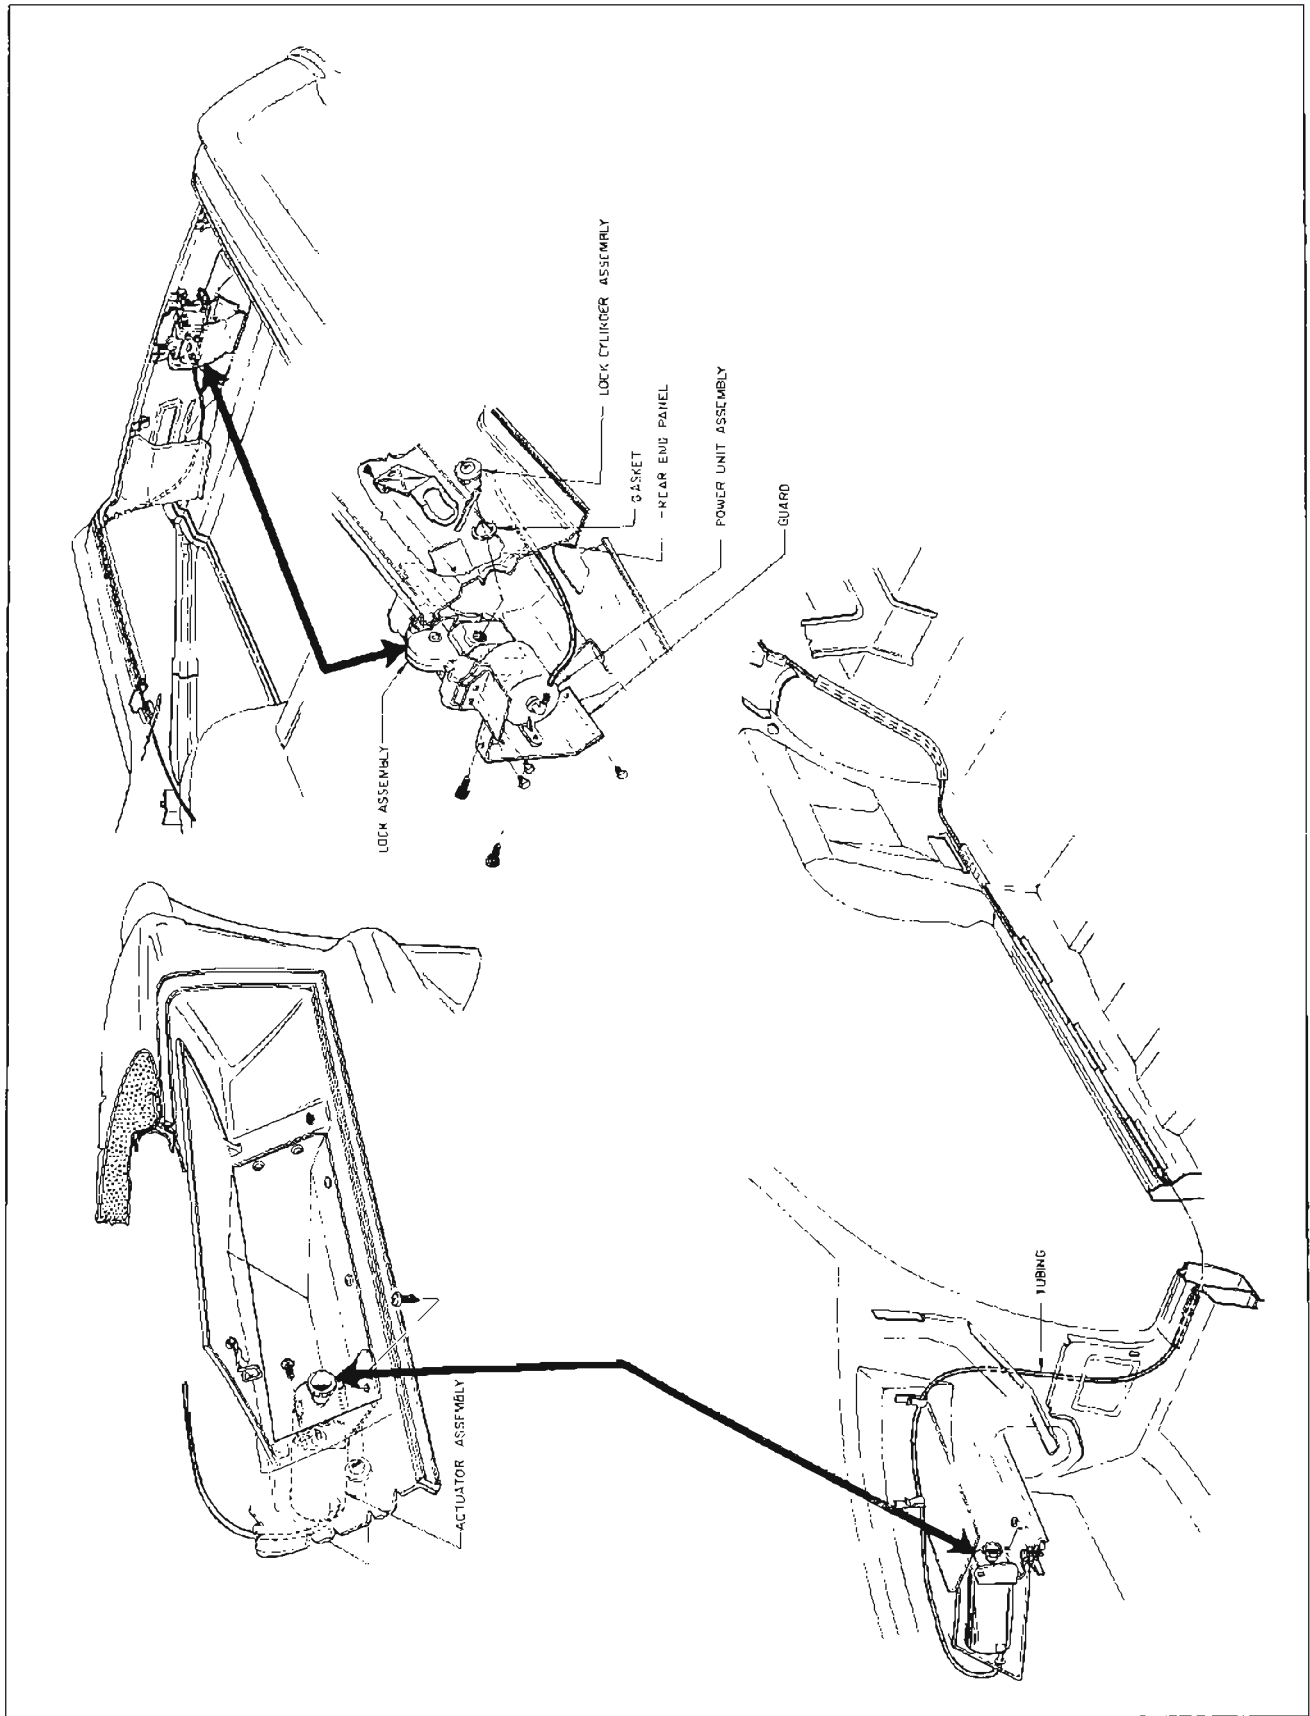 LOCK ASSEMBLY
LOCK CYLINDER ASSEMBLY
GASKET
REAR END PANEL
POWER UNIT ASSEMBLY
GUARD
ACTUATOR ASSEMBLY
TUBING